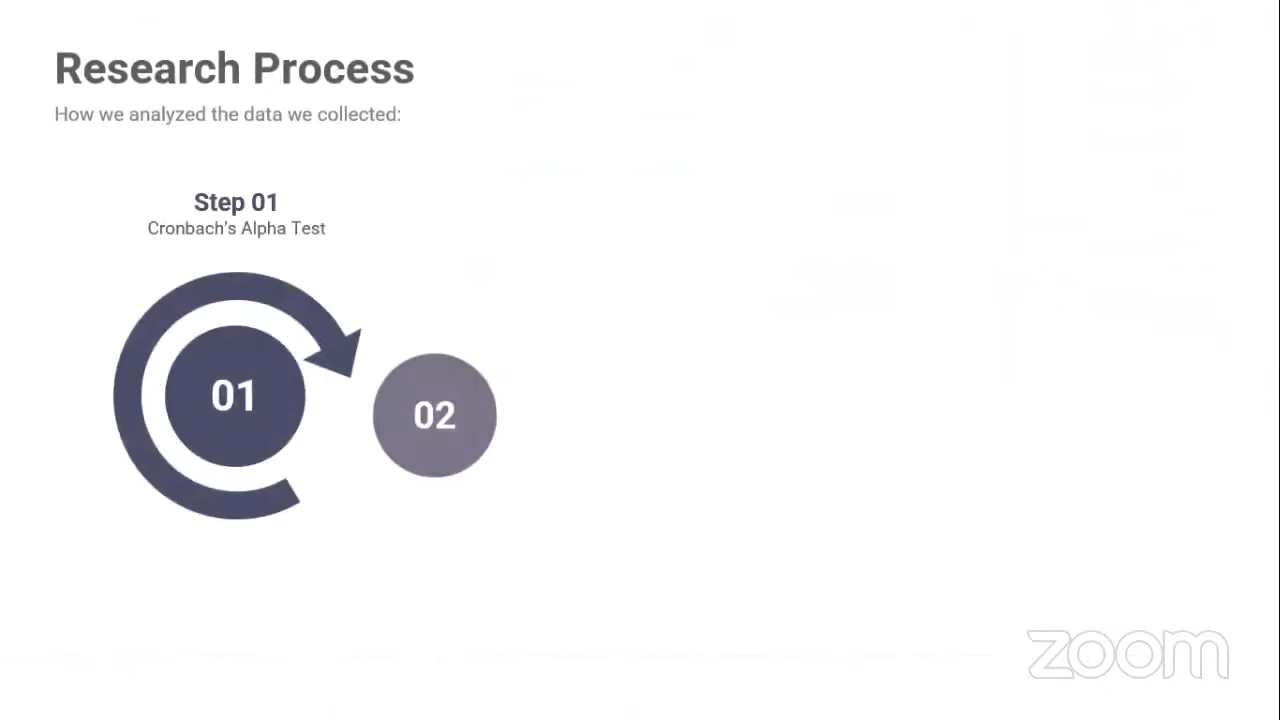 Research Process
How we analyzed the data we collected:
Step 01
Cronbach's Alpha Test
01
02
zoom